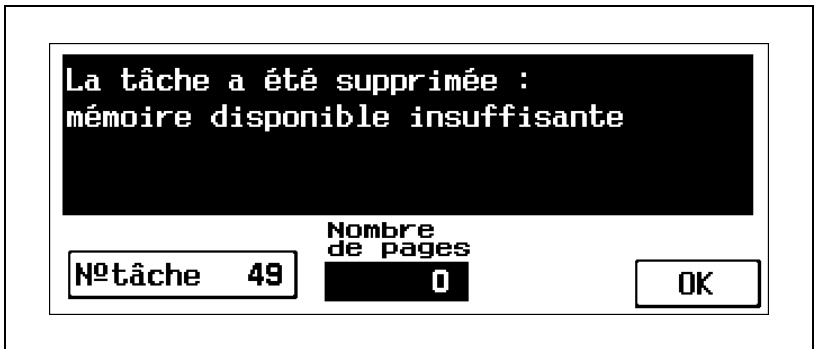 La tâche a été supprimée :
mémoire disponible insuffisante
Nombre
de pages
Nºtâche 49
0
OK